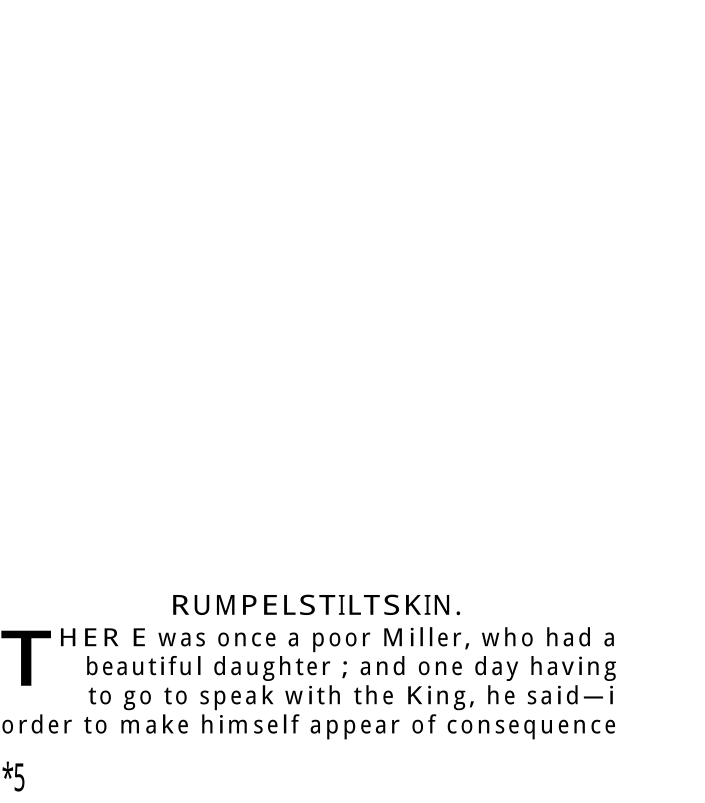 RUMPELSTILTSKIN.
THER E was once a poor Miller, who had a
beautiful daughter ; and one day having
to go to speak with the King, he said—i
order to make himself appear of consequence
*5